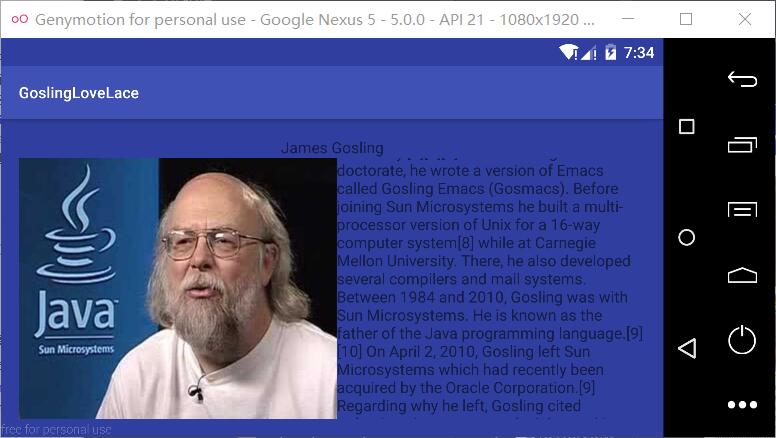 Genymotion for personal use - Google Nexus 5 - 5.0.0 - API 21 - 1080x1920 ...
7:34
GoslingLoveLace
James Gosling
doctorate, he wrote a version of Emacs
called Gosling Emacs (Gosmacs). Before
joining Sun Microsystems he built a multi-
processor version of Unix for a 16-way
computer system[8] while at Carnegie
Mellon University. There, he also developed
several compilers and mail systems.
Between 1984 and 2010, Gosling was with
Sun Microsystems. He is known as the
father of the Java programming language.[9]
[10] On April 2, 2010, Gosling left Sun
Microsystems which had recently been
acquired by the Oracle Corporation.[9]
Regarding why he left, Gosling cited
Java™
Sun Microsystems
free for personal use